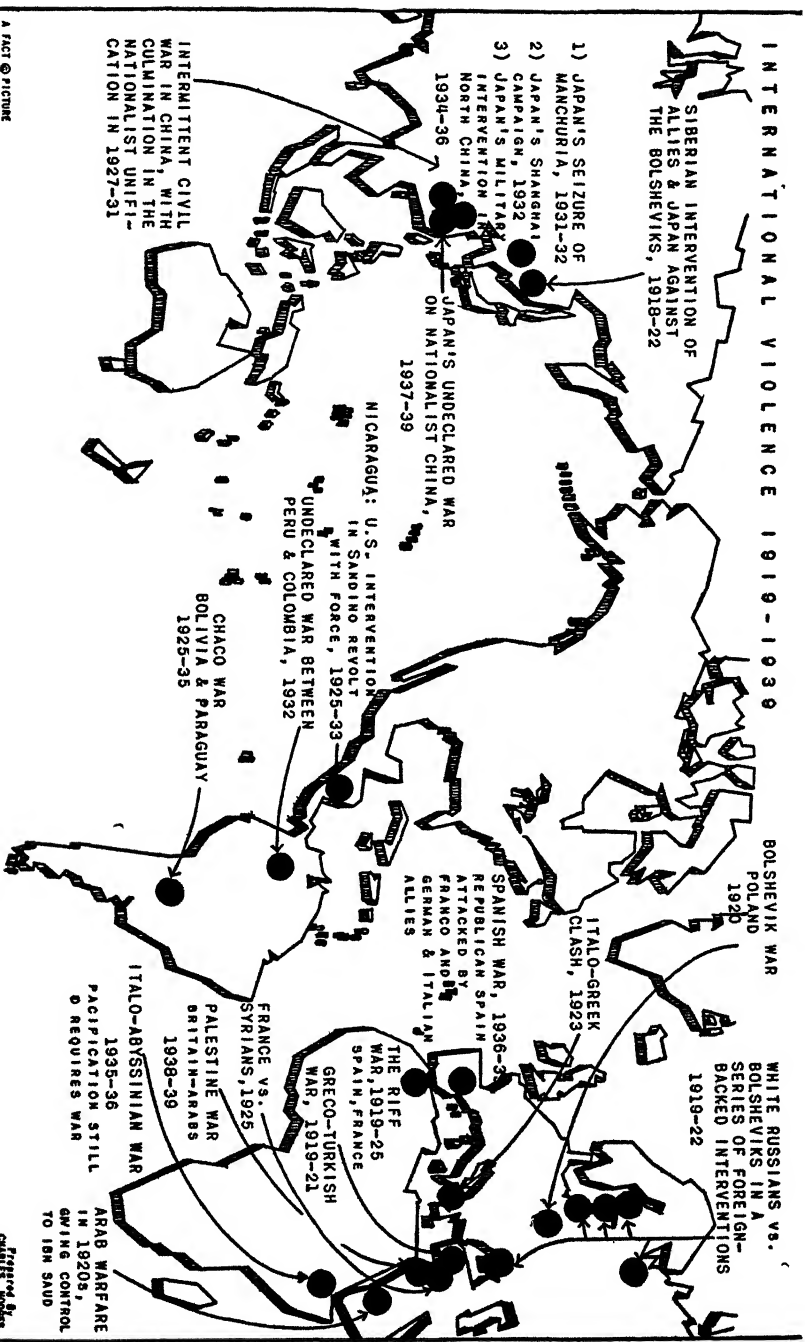 INTERNATIONAL VIOLENCE 1919-1939
SIBERIAN INTERVENTION OF
ALLIES & JAPAN AGAINST
THE BOLSHEVIKS, 1918-22
1) JAPAN'S SEIZURE OF
MANCHURIA, 1931-32
2) JAPAN'S SHANGHAI
CAMPAIGN, 1932
3) JAPAN'S MILITAR
INTERVENTION I
NORTH CHINA,
1934-36
INTERMITTENT CIVIL
WAR IN CHINA, WITH
CULMINATION IN THE
NATIONALIST UNIFI-
CATION IN 1927-31
JAPAN'S UNDECLARED WAR
ON NATIONALIST CHINA,
1937-39
NICARAGUA: U.S. INTERVENTION
IN SANDINO REVOLT
WITH FORCE, 1925-33
UNDECLARED WAR BETWEEN
PERU & COLOMBIA, 1932
CHACO WAR
BOLIVIA & PARAGUAY
1925-35
BOLSHEVIK WAR
POLAND
1920
WHITE RUSSIANS vs.
BOLSHEVIKS IN A
SERIES OF FOREIGN-
BACKED INTERVENTIONS
1919-22
ITALO-GREEK
CLASH, 1923
SPANISH WAR, 1936-3
REPUBLICAN SPAIN
ATTACKED BY
FRANCO AND
GERMAN & ITALIAN
ALLIES
THE RIFF
WAR, 1919-25
SPAIN, FRANCE
GRECO-TURKISH
WAR, 1919-21
FRANCE vs.
SYRIANS, 1925
PALESTINE WAR
BRITAIN-ARABS
1938-39
ITALO-ABYSSINIAN WAR
1935-36
PACIFICATION STILL
REQUIRES WAR
ARAB WARFARE
IN 1920s,
GIVING CONTROL
TO IBN SAUD
A FACT PICTURE
Prepared By
CHARLES HODGES